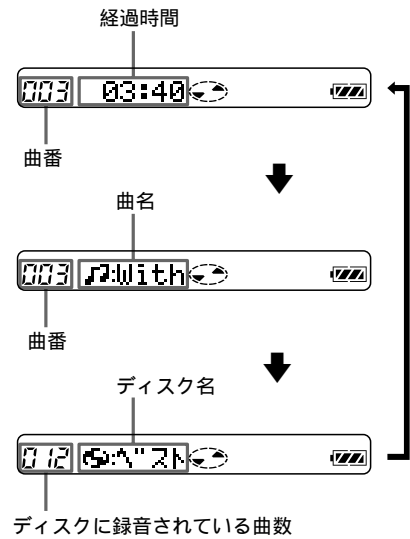 経過時間
003 03:40
曲番
曲名
003 ♪:With
曲番
ディスク名
012 :ベスト
ディスクに録音されている曲数